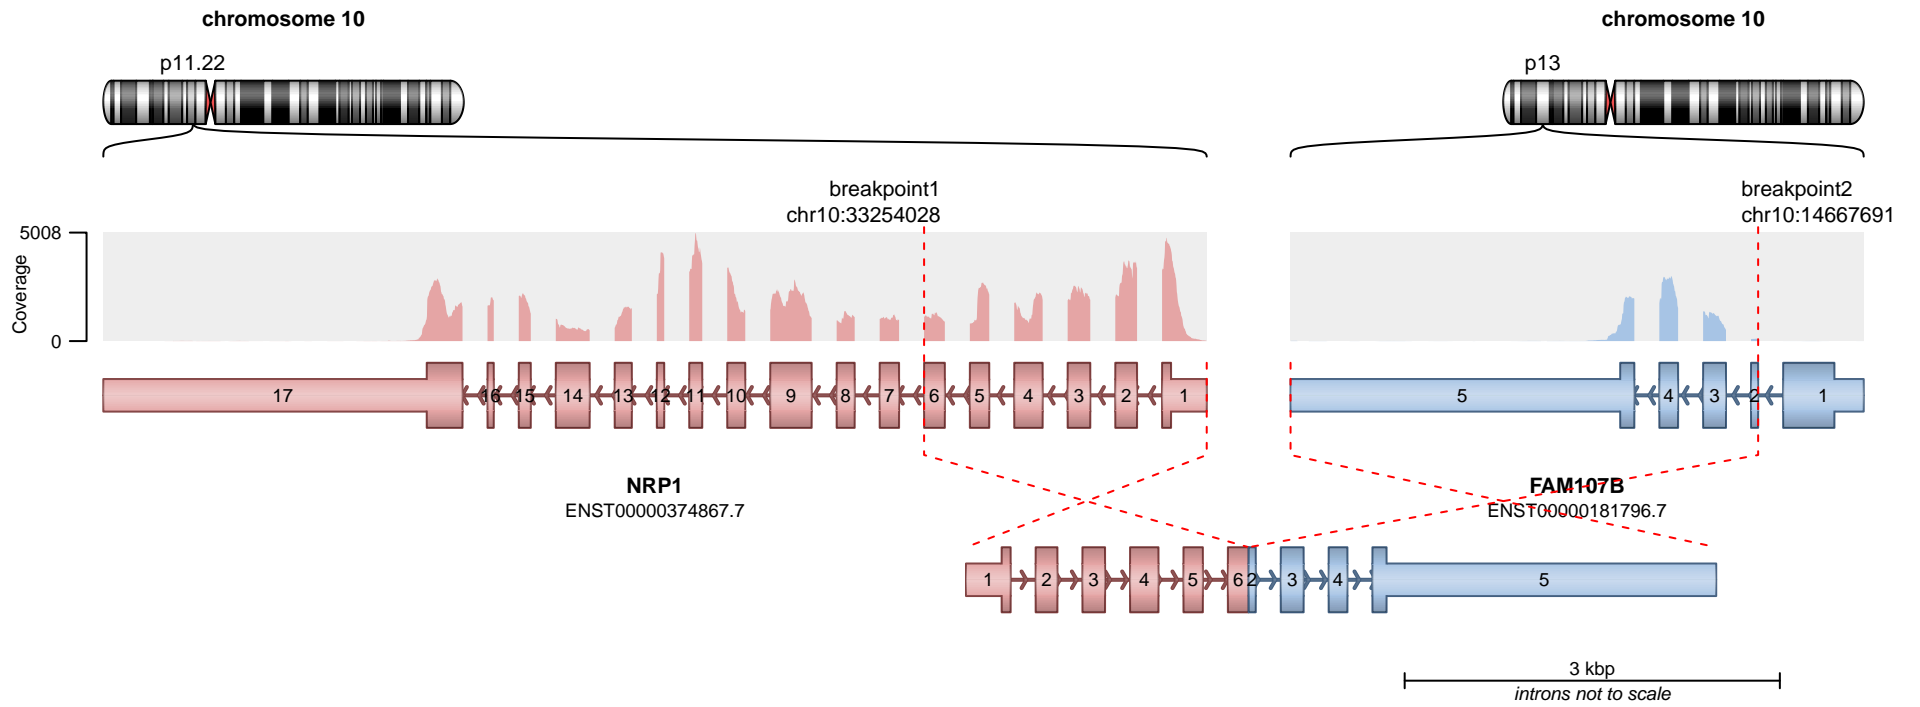 chromosome 10
chromosome 10
p11.22
p13
breakpoint1
chr10:33254028
breakpoint2
chr10:14667691
5008
Coverage
0
17 16 15 14 13 12 11 10 9 8 7 6 5 4 3 2 1
5 4 3 2 1
NRP1
ENST00000374867.7
FAM107B
ENST00000181796.7
1 2 3 4 5 6 2 3 4 5
3 kbp
introns not to scale